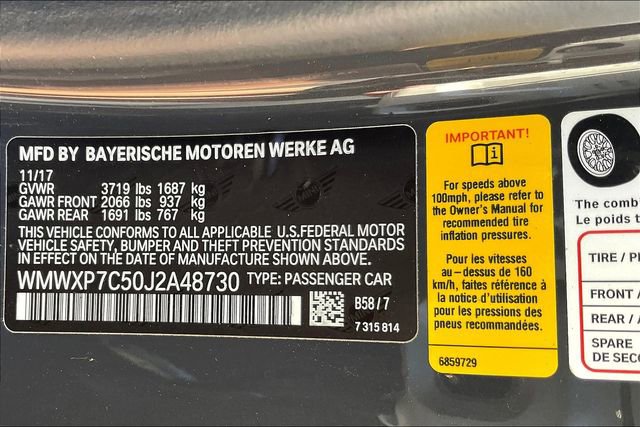 MFD BY BAYERISCHE MOTOREN WERKE AG
11/17
GVWR 3719 lbs 1687 kg
GAWR FRONT 2066 lbs 937 kg
GAWR REAR 1691 lbs 767 kg
THIS VEHICLE CONFORMS TO ALL APPLICABLE U.S.FEDERAL MOTOR
VEHICLE SAFETY, BUMPER AND THEFT PREVENTION STANDARDS
IN EFFECT ON THE DATE OF MANUFACTURE SHOWN ABOVE.
WMWXP7C50J2A48730 TYPE: PASSENGER CAR
B58/7
7315814
IMPORTANT!
For speeds above
100mph, please refer to
the Owner's Manual for
recommended tire
inflation pressures.
Pour les vitesses
au-dessus de 160
km/h, faites référence à
la notice d'utilisation
pour les pressions des
pneus recommandées.
6859729
The comb
Le poids t
TIRE / P
FRONT /
REAR / A
SPARE
DE SEC